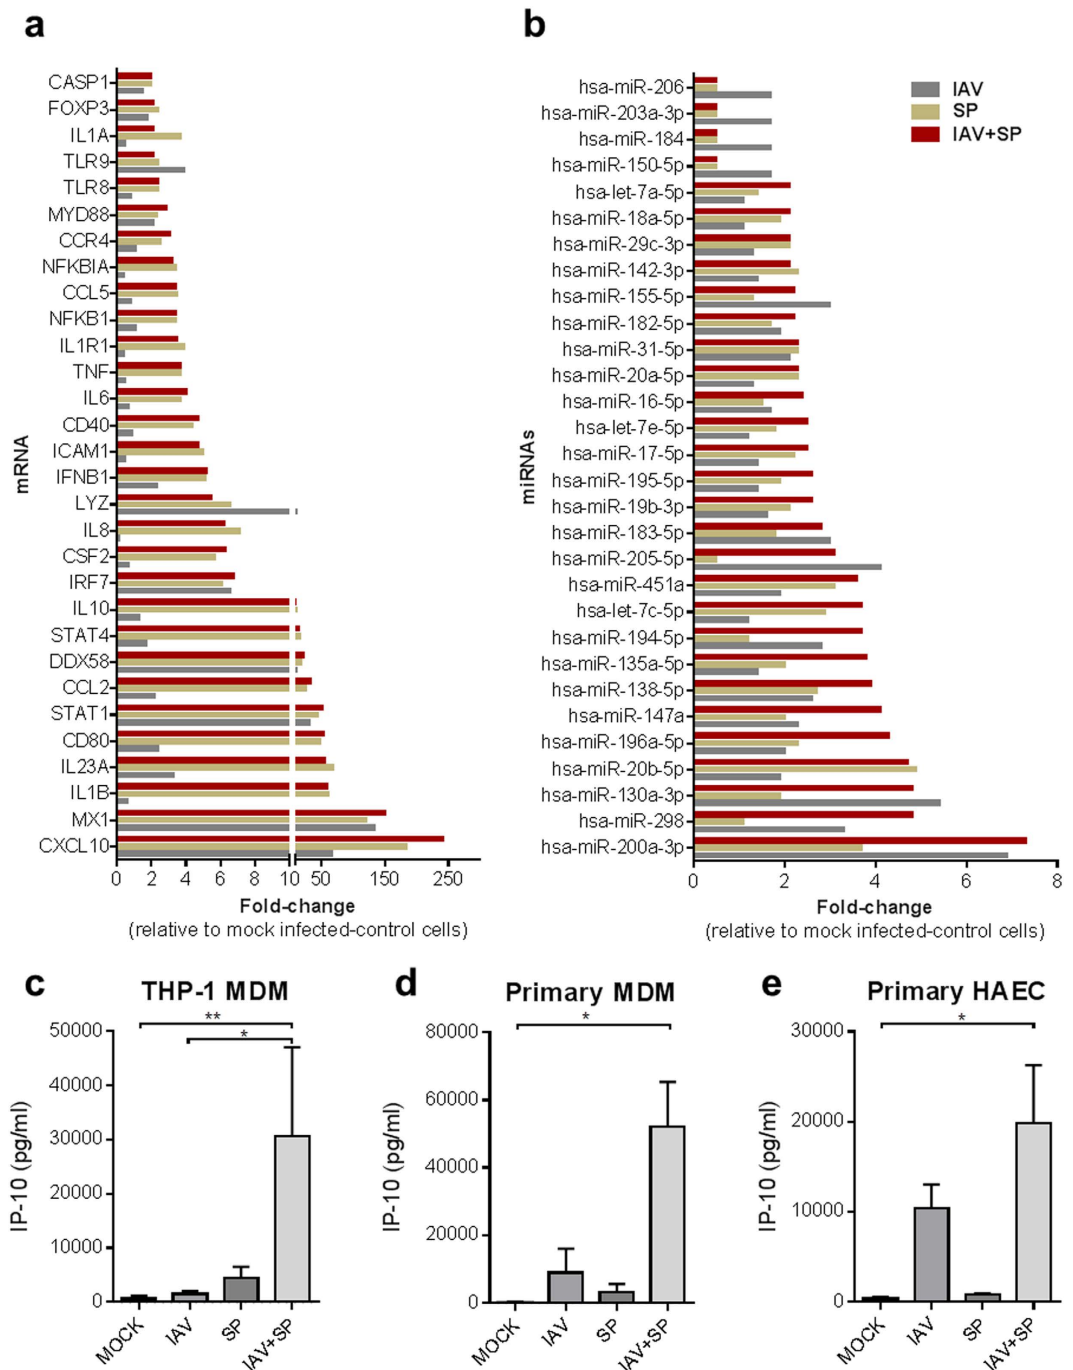 a
CASP1
FOXP3
IL1A
TLR9
TLR8
MYD88
CCR4
NFKBIA
CCL5
NFKB1
IL1R1
TNF
IL6
CD40
ICAM1
IFNB1
LYZ
IL8
CSF2
IRF7
IL10
STAT4
DDX58
CCL2
STAT1
CD80
IL23A
IL1B
MX1
CXCL10
mRNA
0 2 4 6 8 10 50 150 250
Fold-change
(relative to mock infected-control cells)
b
hsa-miR-206
hsa-miR-203a-3p
hsa-miR-184
hsa-miR-150-5p
hsa-let-7a-5p
hsa-miR-18a-5p
hsa-miR-29c-3p
hsa-miR-142-3p
hsa-miR-155-5p
hsa-miR-182-5p
hsa-miR-31-5p
hsa-miR-20a-5p
hsa-miR-16-5p
hsa-let-7e-5p
hsa-miR-17-5p
hsa-miR-195-5p
hsa-miR-19b-3p
hsa-miR-183-5p
hsa-miR-205-5p
hsa-miR-451a
hsa-let-7c-5p
hsa-miR-194-5p
hsa-miR-135a-5p
hsa-miR-138-5p
hsa-miR-147a
hsa-miR-196a-5p
hsa-miR-20b-5p
hsa-miR-130a-3p
hsa-miR-298
hsa-miR-200a-3p
miRNAs
0 2 4 6 8
Fold-change
(relative to mock infected-control cells)
IAV
SP
IAV+SP
c
THP-1 MDM
**
*
50000
40000
30000
20000
10000
0
IP-10 (pg/ml)
MOCK IAV SP IAV+SP
d
Primary MDM
*
80000
60000
40000
20000
0
IP-10 (pg/ml)
MOCK IAV SP IAV+SP
e
Primary HAEC
*
30000
20000
10000
0
IP-10 (pg/ml)
MOCK IAV SP IAV+SP